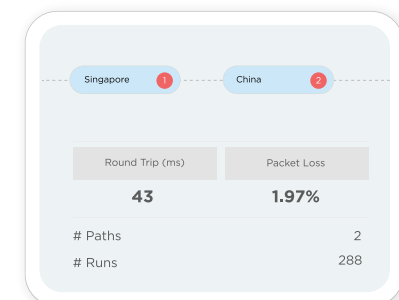 Singapore 1 China 2
Round Trip (ms) Packet Loss
43 1.97%
# Paths 2
# Runs 288